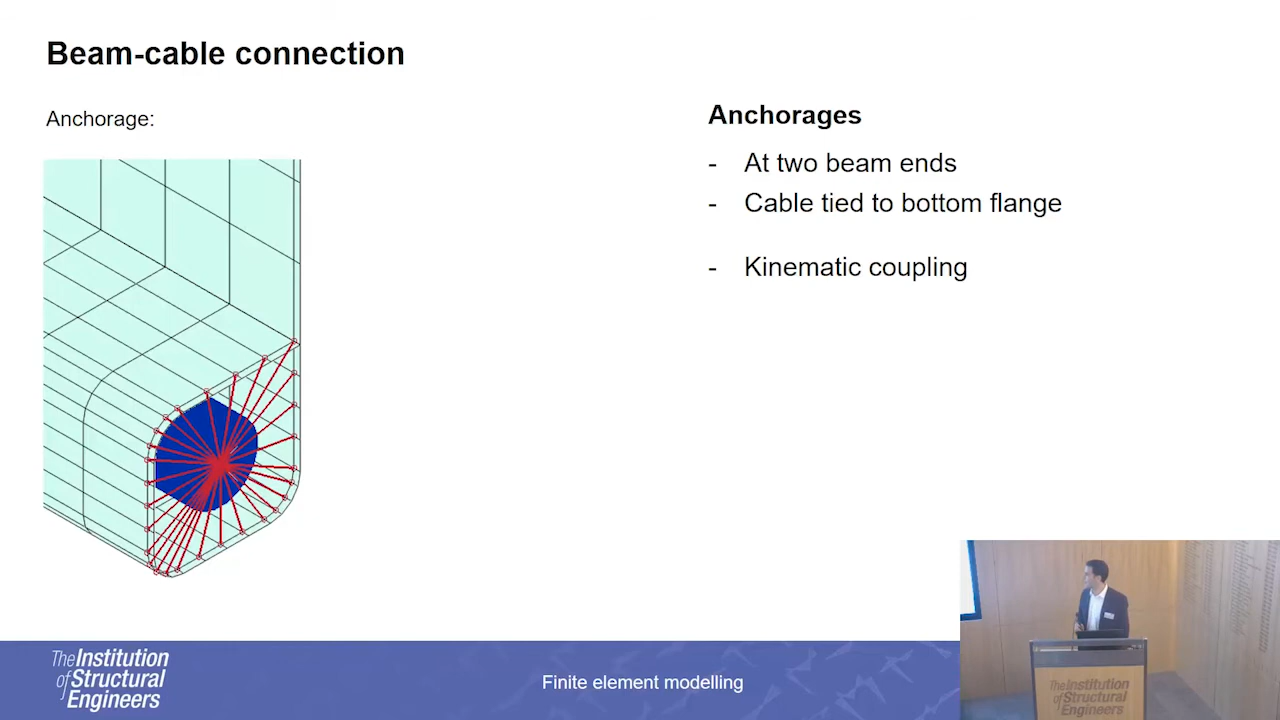 Beam-cable connection
Anchorage:
Anchorages
- At two beam ends
- Cable tied to bottom flange
- Kinematic coupling
The Institution
of Structural
Engineers
Finite element modelling
The Institution
of Structural
Engineers